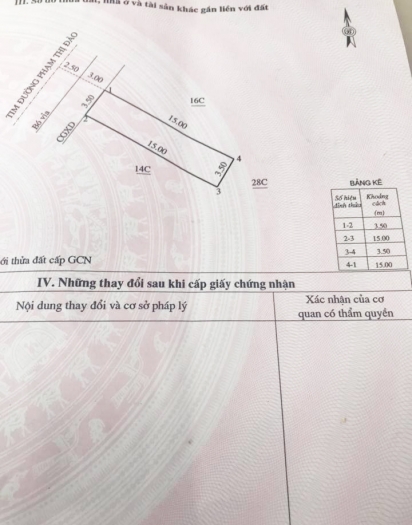 III. Sơ đồ thửa đất, nhà ở và tài sản khác gắn liền với đất
TIM ĐƯỜNG PHẠM THỊ ĐẢO
2.50
3.00
Bó vỉa
CGXD
3.50
1
2
16C
15.00
15.00
14C
3.50
4
3
28C
BẢNG KÊ
Số hiệu đỉnh thửa
Khoảng cách (m)
1-2 3.50
2-3 15.00
3-4 3.50
4-1 15.00
ới thửa đất cấp GCN
IV. Những thay đổi sau khi cấp giấy chứng nhận
Nội dung thay đổi và cơ sở pháp lý
Xác nhận của cơ
quan có thẩm quyền